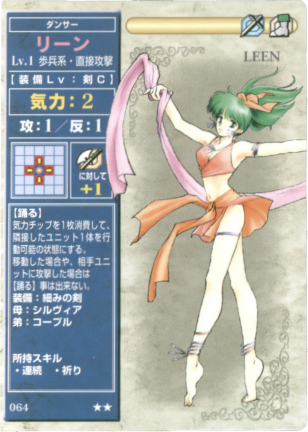 ダンサー
リーン
Lv.1 歩兵系・直接攻撃
【装備Lv:剣C】
気力:2
攻:1/反:1
に対して
+1
【踊る】
気力チップを1枚消費して、
隣接したユニット1体を行
動可能の状態にする。
移動した場合や、相手ユニ
ットに攻撃した場合は
【踊る】事は出来ない。
装備:細みの剣
母:シルヴィア
弟:コープル
所持スキル
・連続 ・祈り
064
★★
LEEN